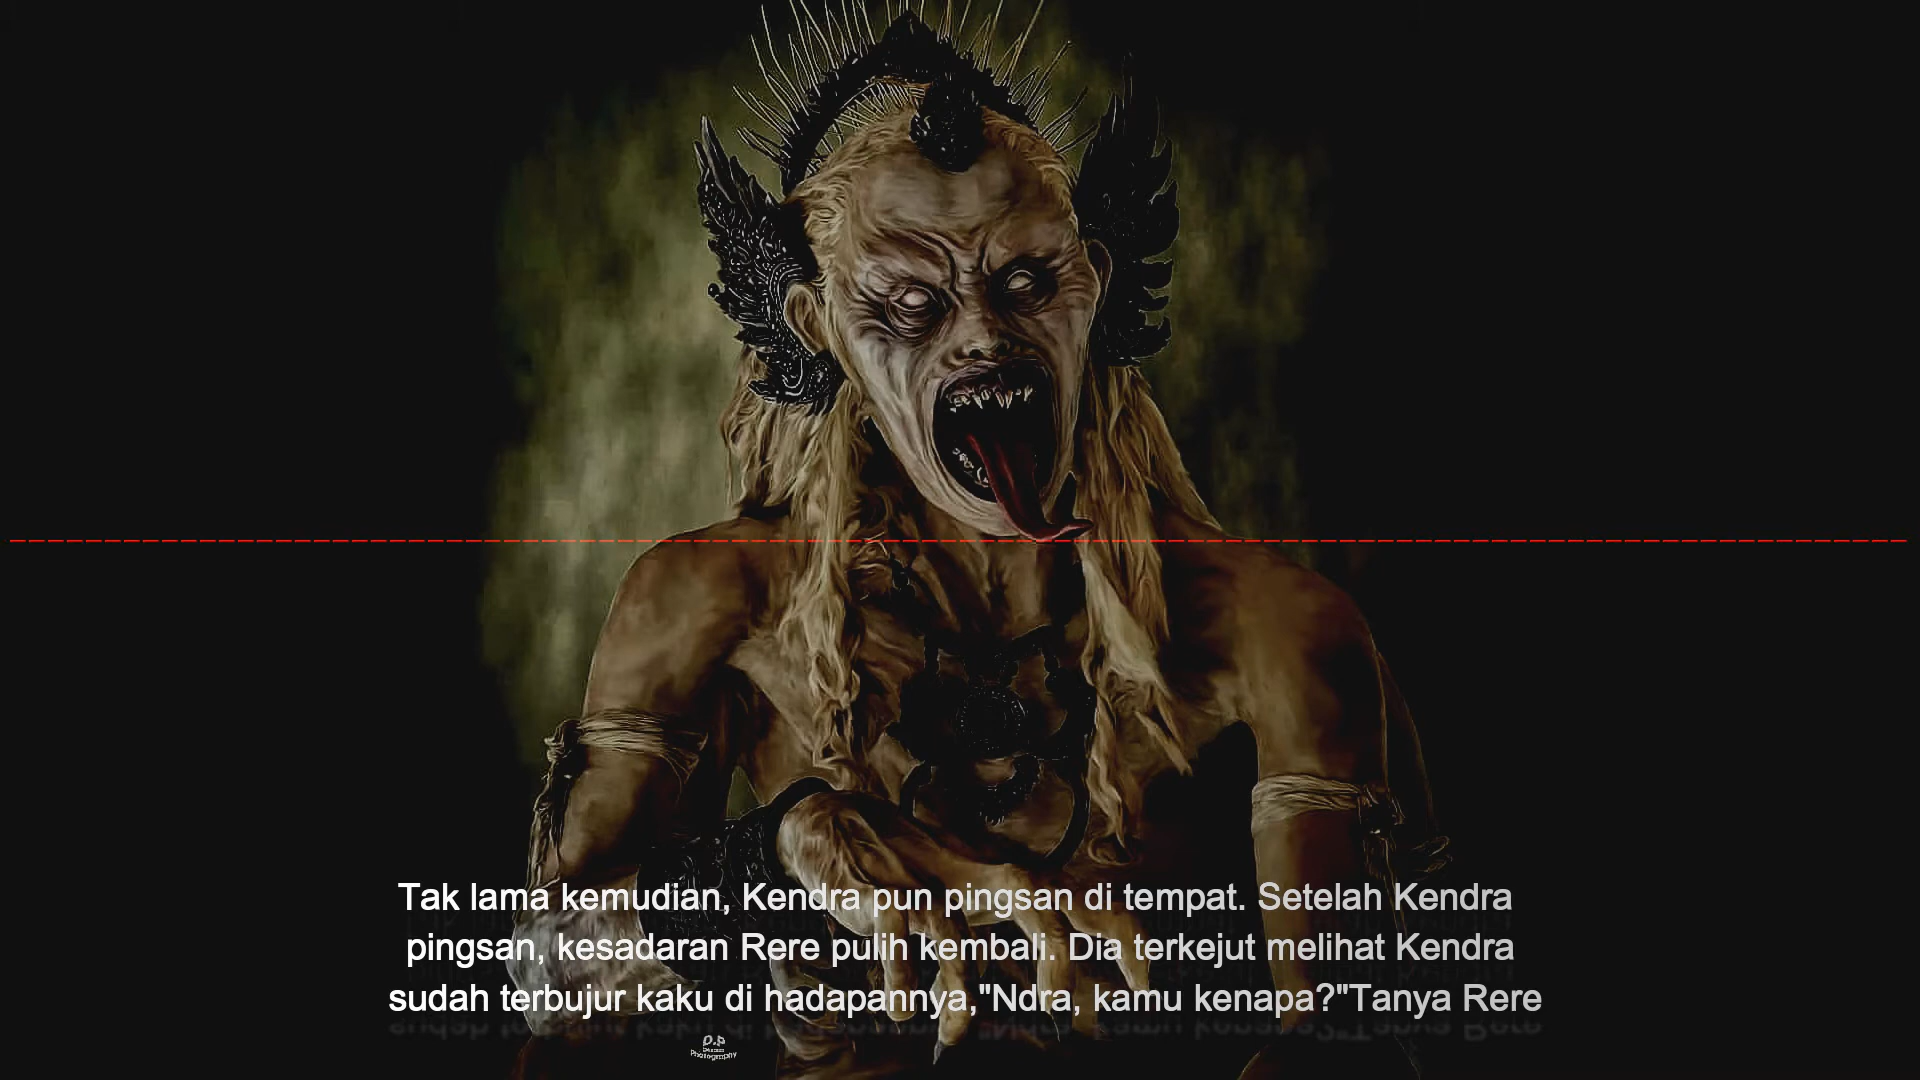 Tak lama kemudian, Kendra pun pingsan di tempat. Setelah Kendra
pingsan, kesadaran Rere pulih kembali. Dia terkejut melihat Kendra
sudah terbujur kaku di hadapannya,"Ndra, kamu kenapa?"Tanya Rere
Photography